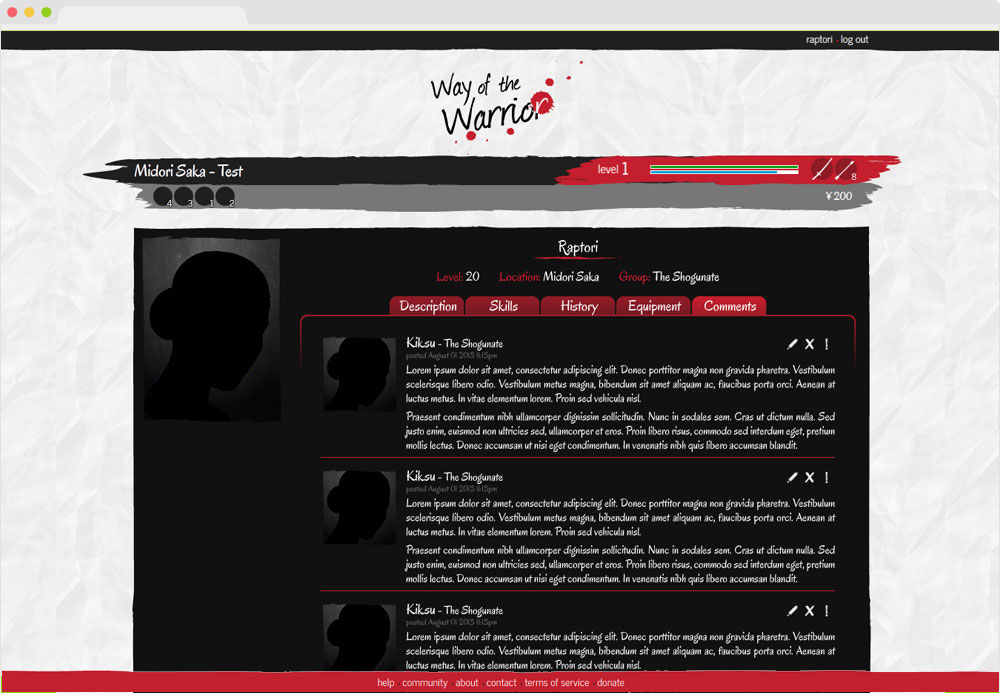 raptori - log out
Way of the
Warrior
Midori Saka - Test
level 1
8
4 3 1 2
¥200
Raptori
Level: 20 Location: Midori Saka Group: The Shogunate
Description Skills History Equipment Comments
Kiksu - The Shogunate
posted August 01 2013 11:13pm
Lorem ipsum dolor sit amet, consectetur adipiscing elit. Donec porttitor magna non gravida pharetra. Vestibulum
scelerisque libero odio. Vestibulum metus magna, bibendum sit amet aliquam ac, faucibus porta orci. Aenean at
luctus metus. In vitae elementum lorem. Proin sed vehicula nisl.
Praesent condimentum nibh ullamcorper dignissim sollicitudin. Nunc in sodales sem. Cras ut dictum nulla. Sed
justo enim, euismod non ultricies sed, ullamcorper et eros. Proin libero risus, commodo sed interdum eget, pretium
mollis lectus. Donec accumsan ut nisi eget condimentum. In venenatis nibh quis libero accumsan blandit.
Kiksu - The Shogunate
posted August 01 2013 11:13pm
Lorem ipsum dolor sit amet, consectetur adipiscing elit. Donec porttitor magna non gravida pharetra. Vestibulum
scelerisque libero odio. Vestibulum metus magna, bibendum sit amet aliquam ac, faucibus porta orci. Aenean at
luctus metus. In vitae elementum lorem. Proin sed vehicula nisl.
Praesent condimentum nibh ullamcorper dignissim sollicitudin. Nunc in sodales sem. Cras ut dictum nulla. Sed
justo enim, euismod non ultricies sed, ullamcorper et eros. Proin libero risus, commodo sed interdum eget, pretium
mollis lectus. Donec accumsan ut nisi eget condimentum. In venenatis nibh quis libero accumsan blandit.
Kiksu - The Shogunate
posted August 01 2013 11:13pm
Lorem ipsum dolor sit amet, consectetur adipiscing elit. Donec porttitor magna non gravida pharetra. Vestibulum
scelerisque libero odio. Vestibulum metus magna, bibendum sit amet aliquam ac, faucibus porta orci. Aenean at
luctus metus. In vitae elementum lorem. Proin sed vehicula nisl.
help - community - about - contact - terms of service - donate